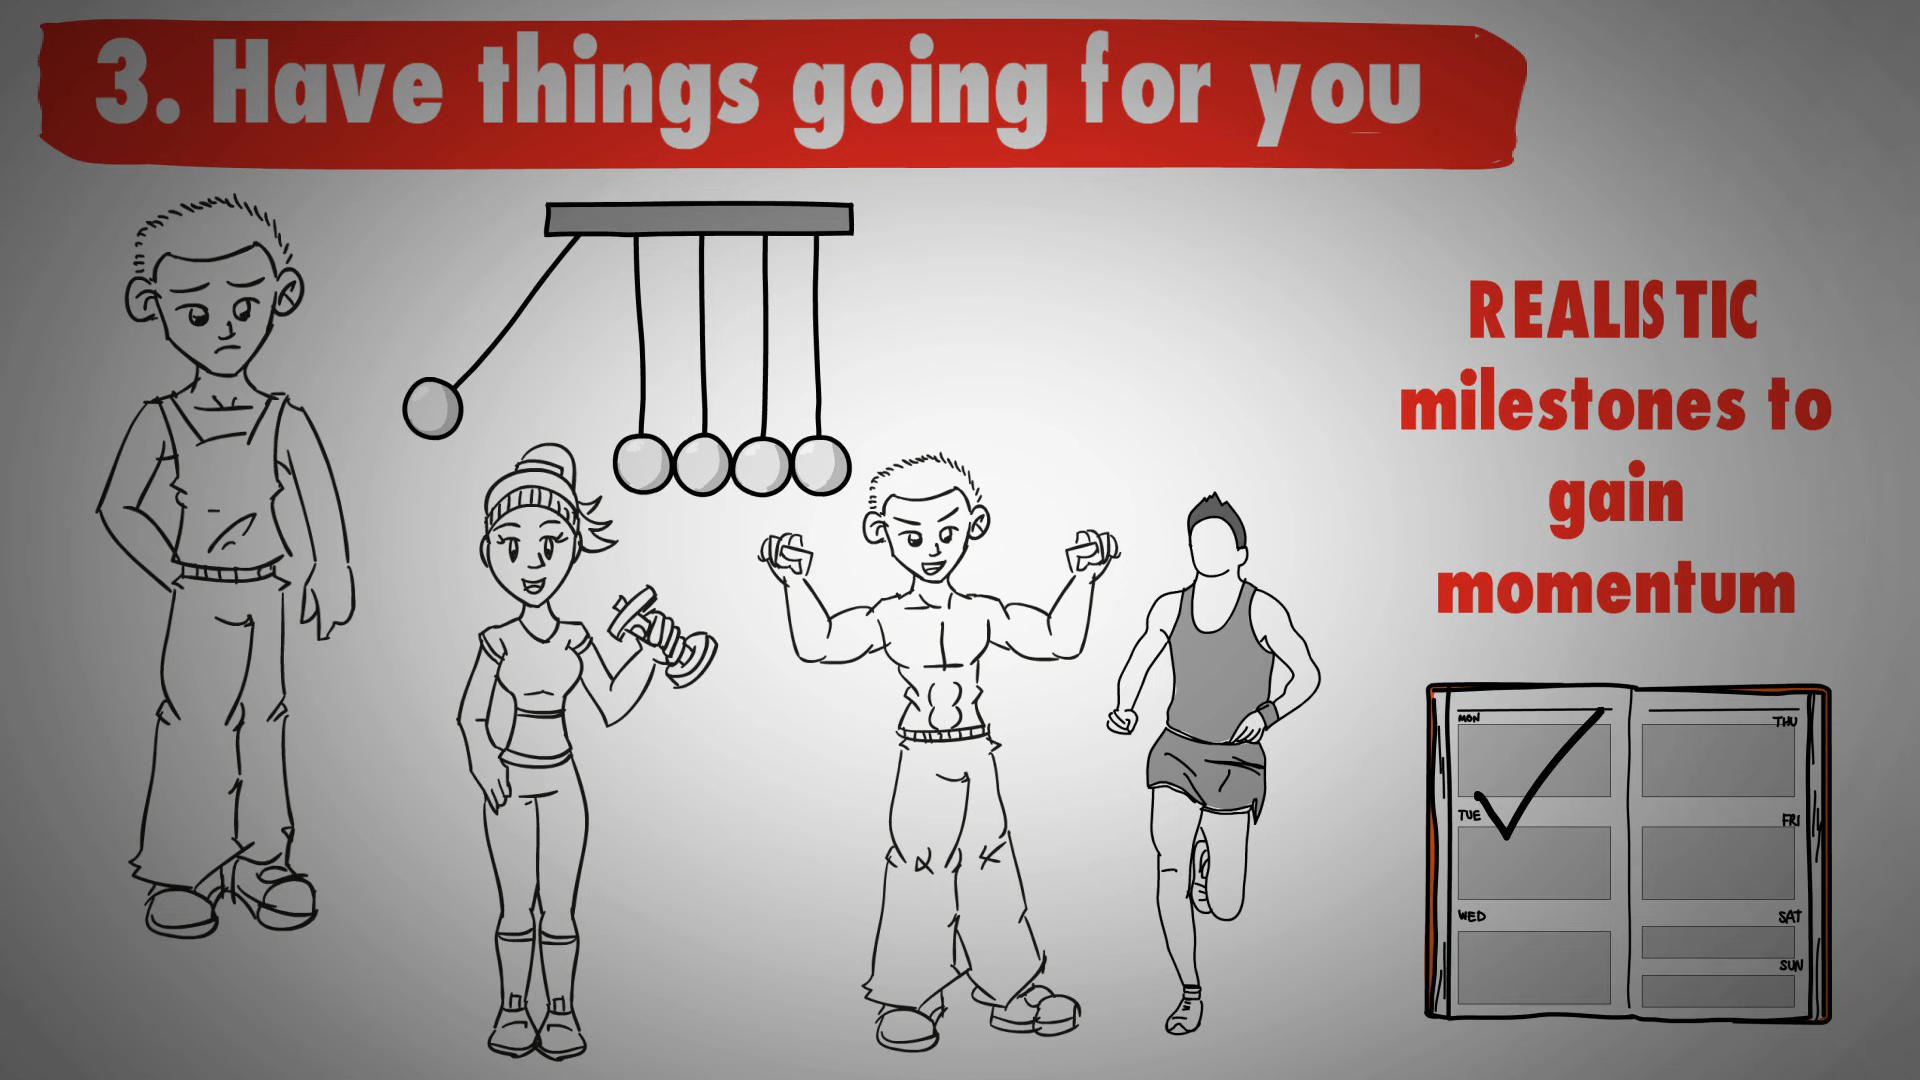 3. Have things going for you
REALISTIC
milestones to
gain
momentum
MON
TUE
WED
THU
FRI
SAT
SUN